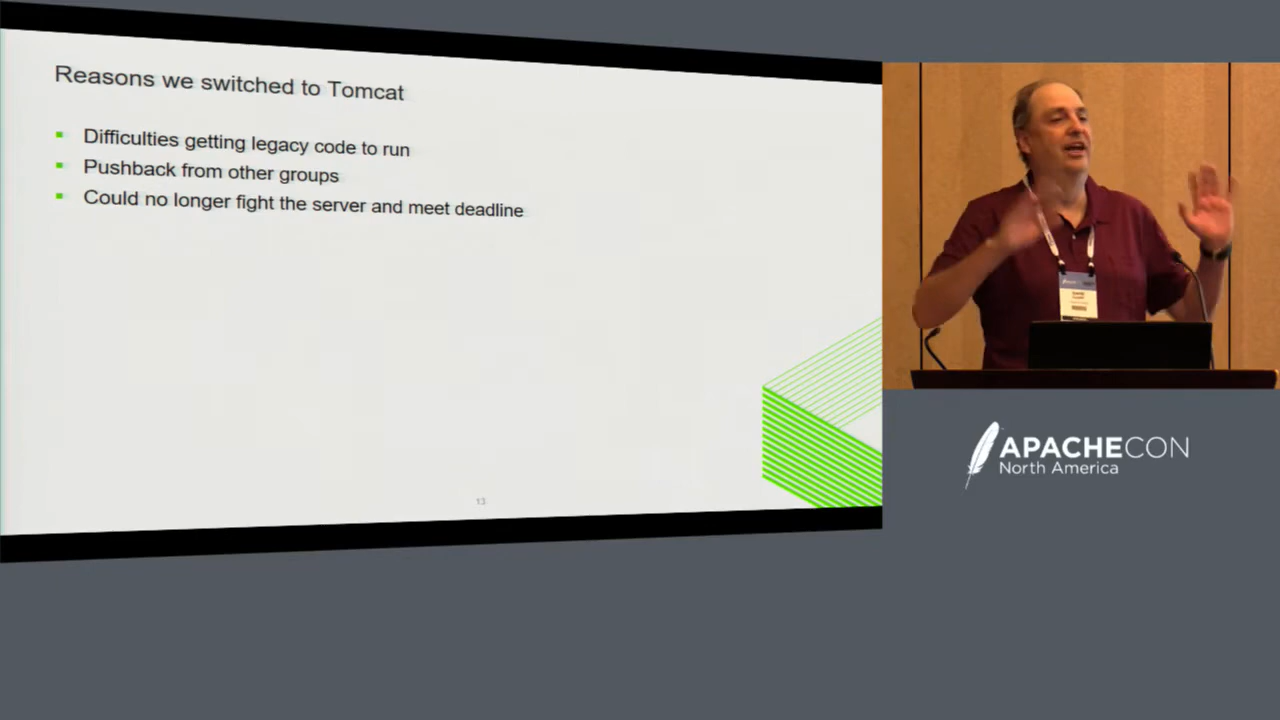 Reasons we switched to Tomcat
Difficulties getting legacy code to run
Pushback from other groups
Could no longer fight the server and meet deadline
13
APACHECON
North America